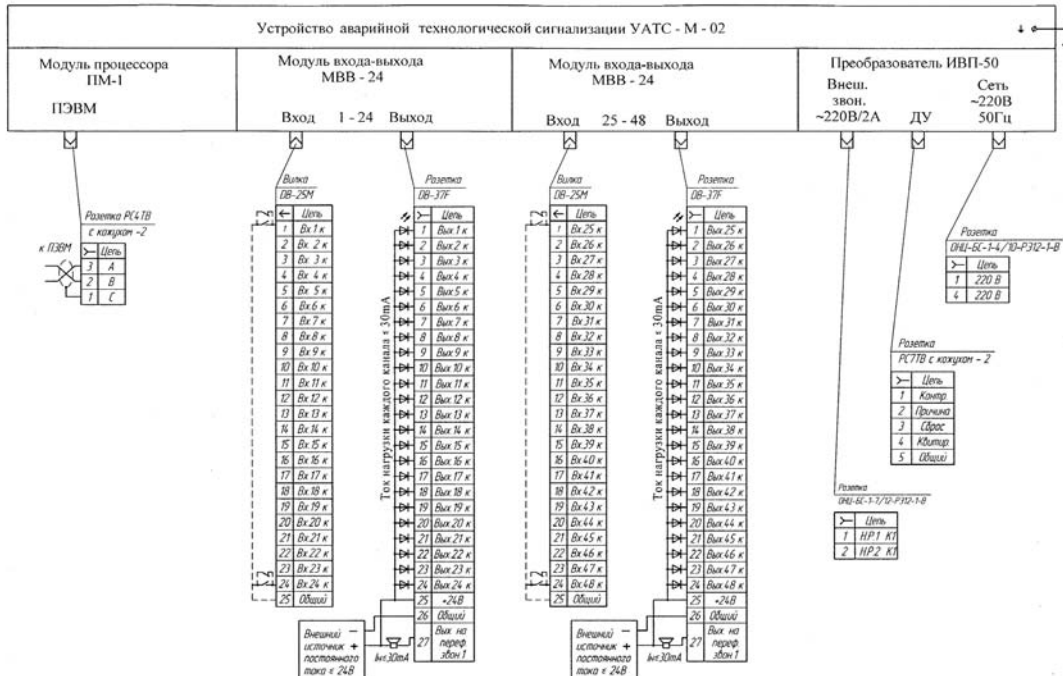 Устройство аварийной технологической сигнализации УАТС - М - 02
Модуль процессора
ПМ-1
ПЭВМ
Модуль входа-выхода
МВВ - 24
Вход 1 - 24 Выход
Модуль входа-выхода
МВВ - 24
Вход 25 - 48 Выход
Преобразователь ИВП-50
Внеш.
звон.
~220В/2А
ДУ
Сеть
~220В
50Гц
Розетка РС4ТВ
с кожухом -2
к ПЭВМ
Цепь
3 А
2 В
1 С
Вилка
DB-25M
Цепь
1 Вх.1 к
2 Вх. 2 к
3 Вх. 3 к
4 Вх. 4 к
5 Вх. 5 к
6 Вх.6 к
7 Вх.7 к
8 Вх.8 к
9 Вх.9 к
10 Вх.10 к
11 Вх.11 к
12 Вх.12 к
13 Вх.13 к
14 Вх.14 к
15 Вх.15 к
16 Вх.16 к
17 Вх.17 к
18 Вх.18 к
19 Вх.19 к
20 Вх.20 к
21 Вх.21 к
22 Вх.22 к
23 Вх.23 к
24 Вх.24 к
25 Общий
Розетка
DB-37F
Цепь
1 Вых.1 к
2 Вых.2 к
3 Вых.3 к
4 Вых.4 к
5 Вых.5 к
6 Вых.6 к
7 Вых.7 к
8 Вых.8 к
9 Вых.9 к
10 Вых.10 к
11 Вых.11 к
12 Вых.12 к
13 Вых.13 к
14 Вых.14 к
15 Вых.15 к
16 Вых.16 к
17 Вых.17 к
18 Вых.18 к
19 Вых.19 к
20 Вых.20 к
21 Вых.21 к
22 Вых.22 к
23 Вых.23 к
24 Вых.24 к
25 +24В
26 Общий
27 Вых на
переф.
звон 1
Ток нагрузки каждого канала ≤ 30mA
Внешний −
источник +
постоянного
тока ≤ 24В
Iн≤30mA
Вилка
DB-25M
Цепь
1 Вх.25 к
2 Вх.26 к
3 Вх.27 к
4 Вх.28 к
5 Вх.29 к
6 Вх.30 к
7 Вх.31 к
8 Вх.32 к
9 Вх.33 к
10 Вх.34 к
11 Вх.35 к
12 Вх.36 к
13 Вх.37 к
14 Вх.38 к
15 Вх.39 к
16 Вх.40 к
17 Вх.41 к
18 Вх.42 к
19 Вх.43 к
20 Вх.44 к
21 Вх.45 к
22 Вх.46 к
23 Вх.47 к
24 Вх.48 к
25 Общий
Розетка
DB-37F
Цепь
1 Вых.25 к
2 Вых.26 к
3 Вых.27 к
4 Вых.28 к
5 Вых.29 к
6 Вых.30 к
7 Вых.31 к
8 Вых.32 к
9 Вых.33 к
10 Вых.34 к
11 Вых.35 к
12 Вых.36 к
13 Вых.37 к
14 Вых.38 к
15 Вых.39 к
16 Вых.40 к
17 Вых.41 к
18 Вых.42 к
19 Вых.43 к
20 Вых.44 к
21 Вых.45 к
22 Вых.46 к
23 Вых.47 к
24 Вых.48 к
25 +24В
26 Общий
27 Вых на
переф.
звон 1
Ток нагрузки каждого канала ≤ 30mA
Внешний −
источник +
постоянного
тока ≤ 24В
Iн≤30mA
Розетка
ОНЦ-БС-1-4/10-Р312-1-В
Цепь
1 220 В
4 220 В
Розетка
РС7ТВ с кожухом - 2
Цепь
1 Контр.
2 Причина
3 Сброс
4 Квитир.
5 Общий
Розетка
ОНЦ-БС-1-7/12-Р312-1-В
Цепь
1 НР.1 К1
2 НР.2 К1